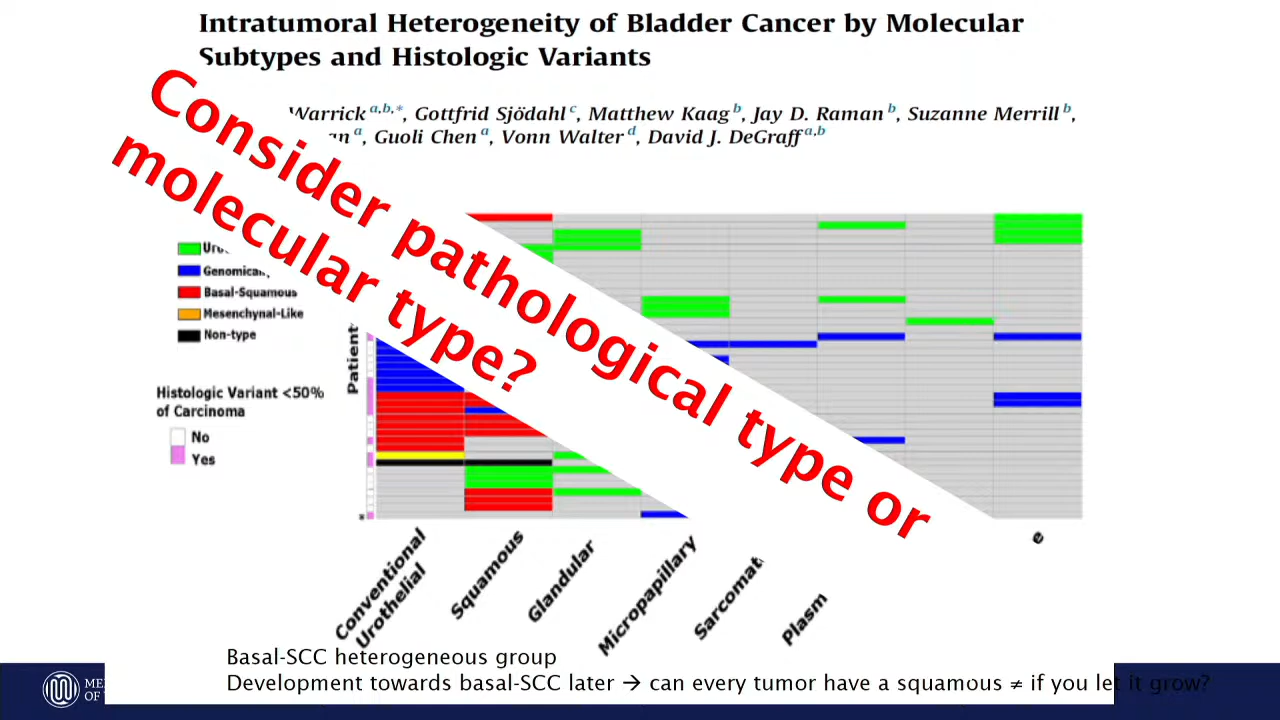 Intratumoral Heterogeneity of Bladder Cancer by Molecular
Subtypes and Histologic Variants
Warrick a,b,*, Gottfrid Sjödahl c, Matthew Kaag b, Jay D. Raman b, Suzanne Merrill b,
a, Guoli Chen a, Vonn Walter d, David J. DeGraff a,b
Consider pathological type or
molecular type?
Basal-Squamous
Mesenchymal-Like
Non-type
Histologic Variant <50%
of Carcinoma
No
Yes
Patient
Conventional
Urothelial
Squamous
Glandular
Micropapillary
Basal-SCC heterogeneous group
Development towards basal-SCC later → can every tumor have a squamous ≠ if you let it grow?